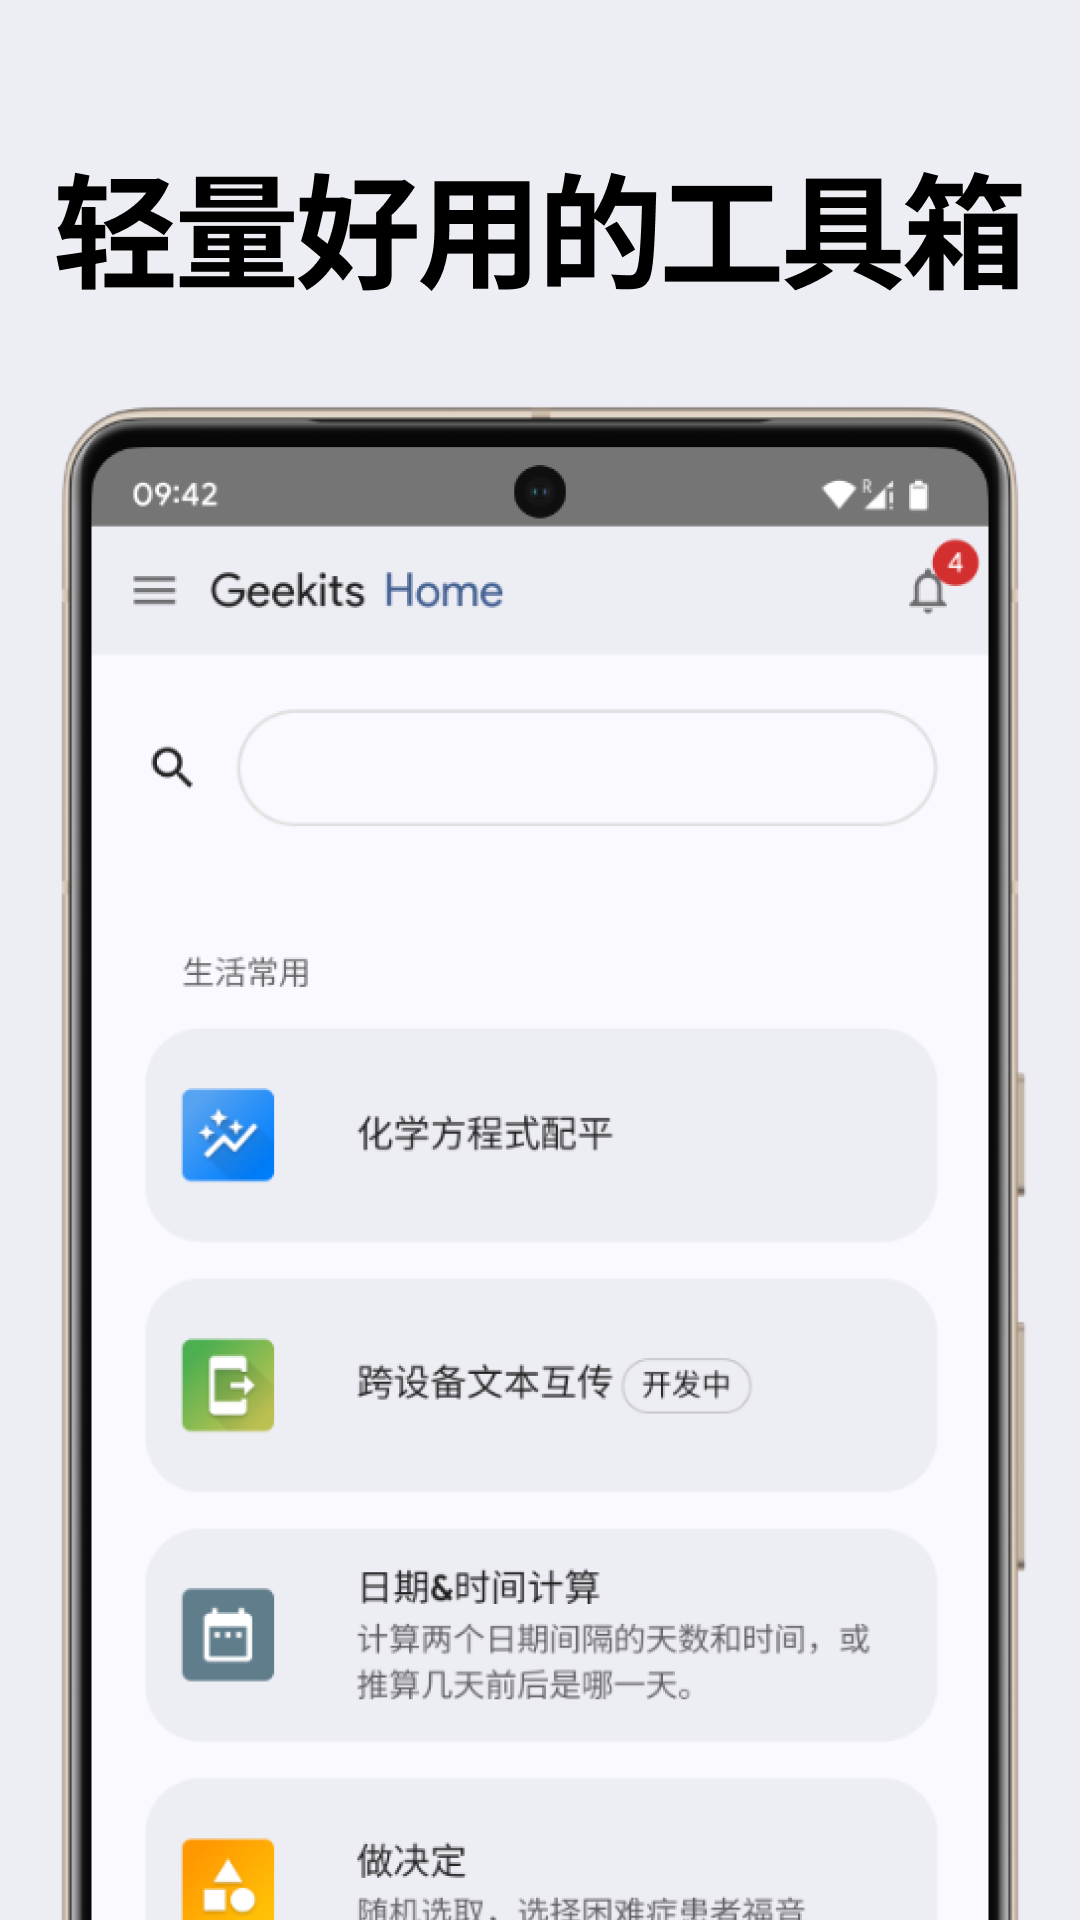 轻量好用的工具箱
09:42
R
Geekits Home
4
生活常用
化学方程式配平
跨设备文本互传 开发中
日期&时间计算
计算两个日期间隔的天数和时间，或
推算几天前后是哪一天。
做决定
随机选取，选择困难症患者福音